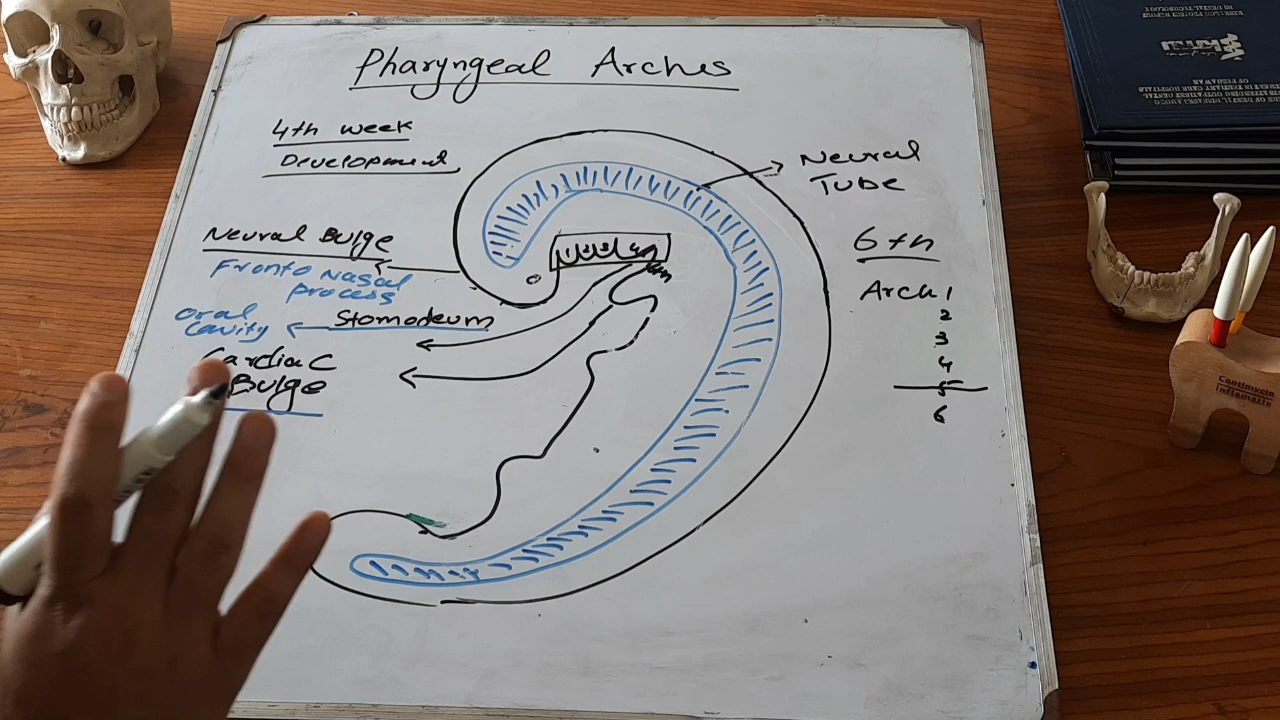 Pharyngeal Arches
4th week
Development
Neural Tube
Neural Bulge
Fronto Nasal
process
Oral
Cavity
Stomodeum
Cardiac
Bulge
6th
Arch 1
2
3
4
5
6